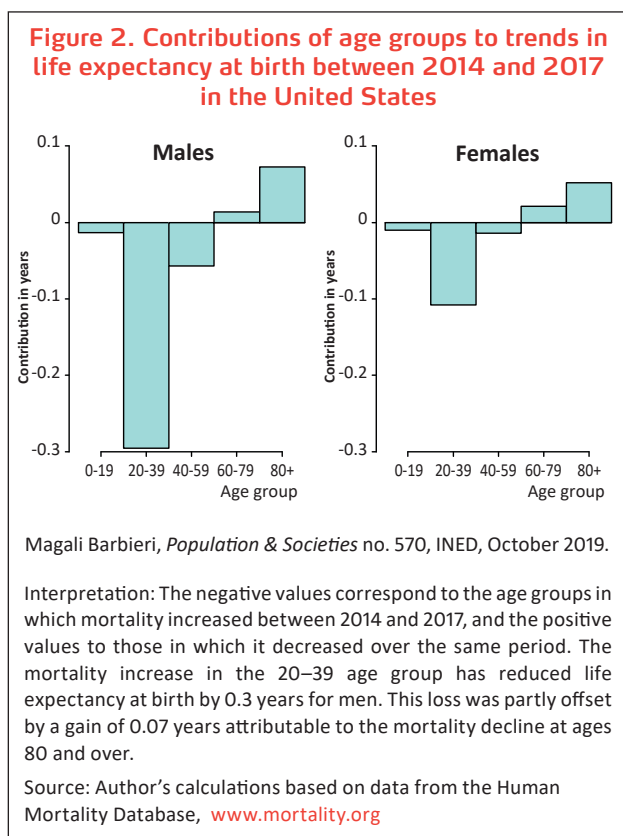 Figure 2. Contributions of age groups to trends in
life expectancy at birth between 2014 and 2017
in the United States
Males
Contribution in years
0.1
0
-0.1
-0.2
-0.3
0-19 20-39 40-59 60-79 80+
Age group
Females
Contribution in years
0.1
0
-0.1
-0.2
-0.3
0-19 20-39 40-59 60-79 80+
Age group
Magali Barbieri, Population & Societies no. 570, INED, October 2019.
Interpretation: The negative values correspond to the age groups in
which mortality increased between 2014 and 2017, and the positive
values to those in which it decreased over the same period. The
mortality increase in the 20–39 age group has reduced life
expectancy at birth by 0.3 years for men. This loss was partly offset
by a gain of 0.07 years attributable to the mortality decline at ages
80 and over.
Source: Author’s calculations based on data from the Human
Mortality Database, www.mortality.org